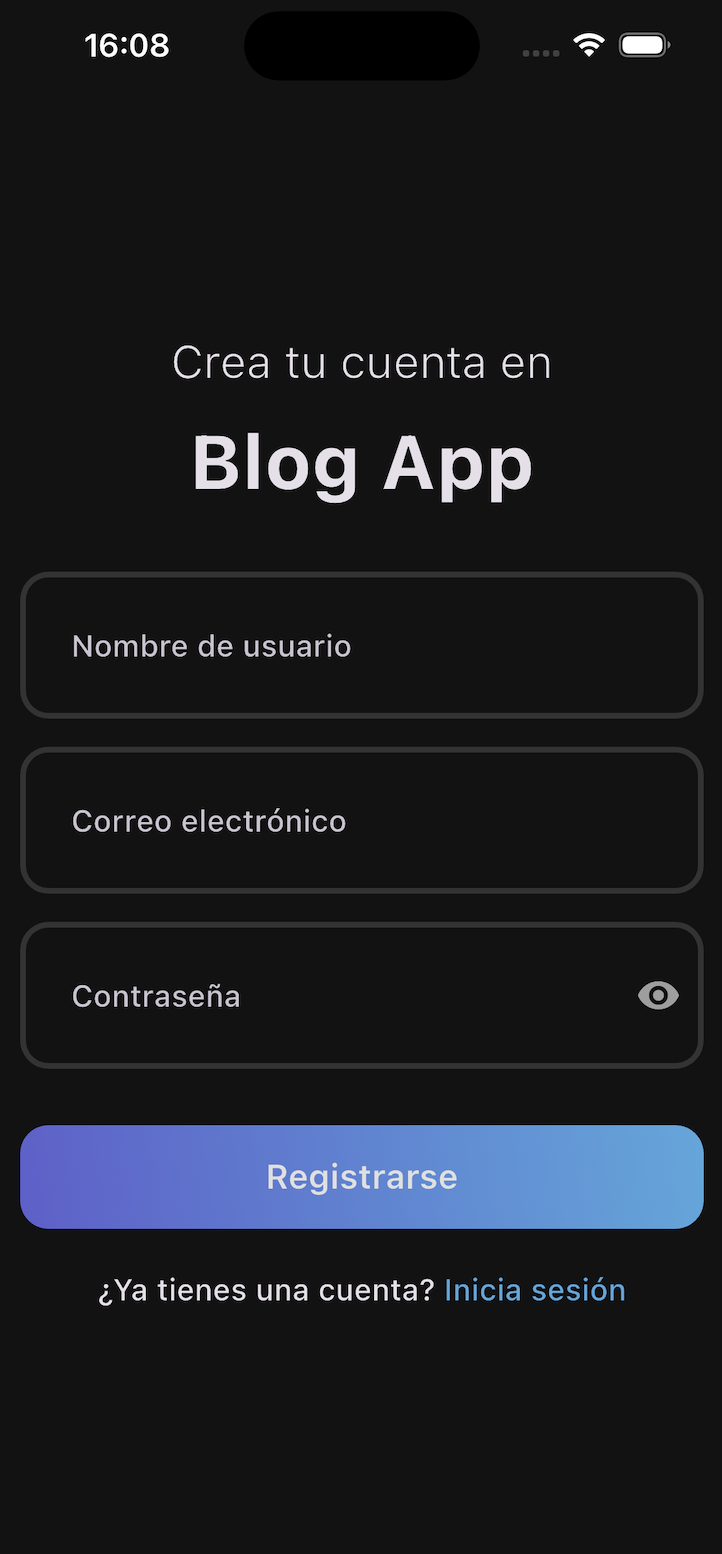 16:08
Crea tu cuenta en
Blog App
Nombre de usuario
Correo electrónico
Contraseña
Registrarse
¿Ya tienes una cuenta? Inicia sesión